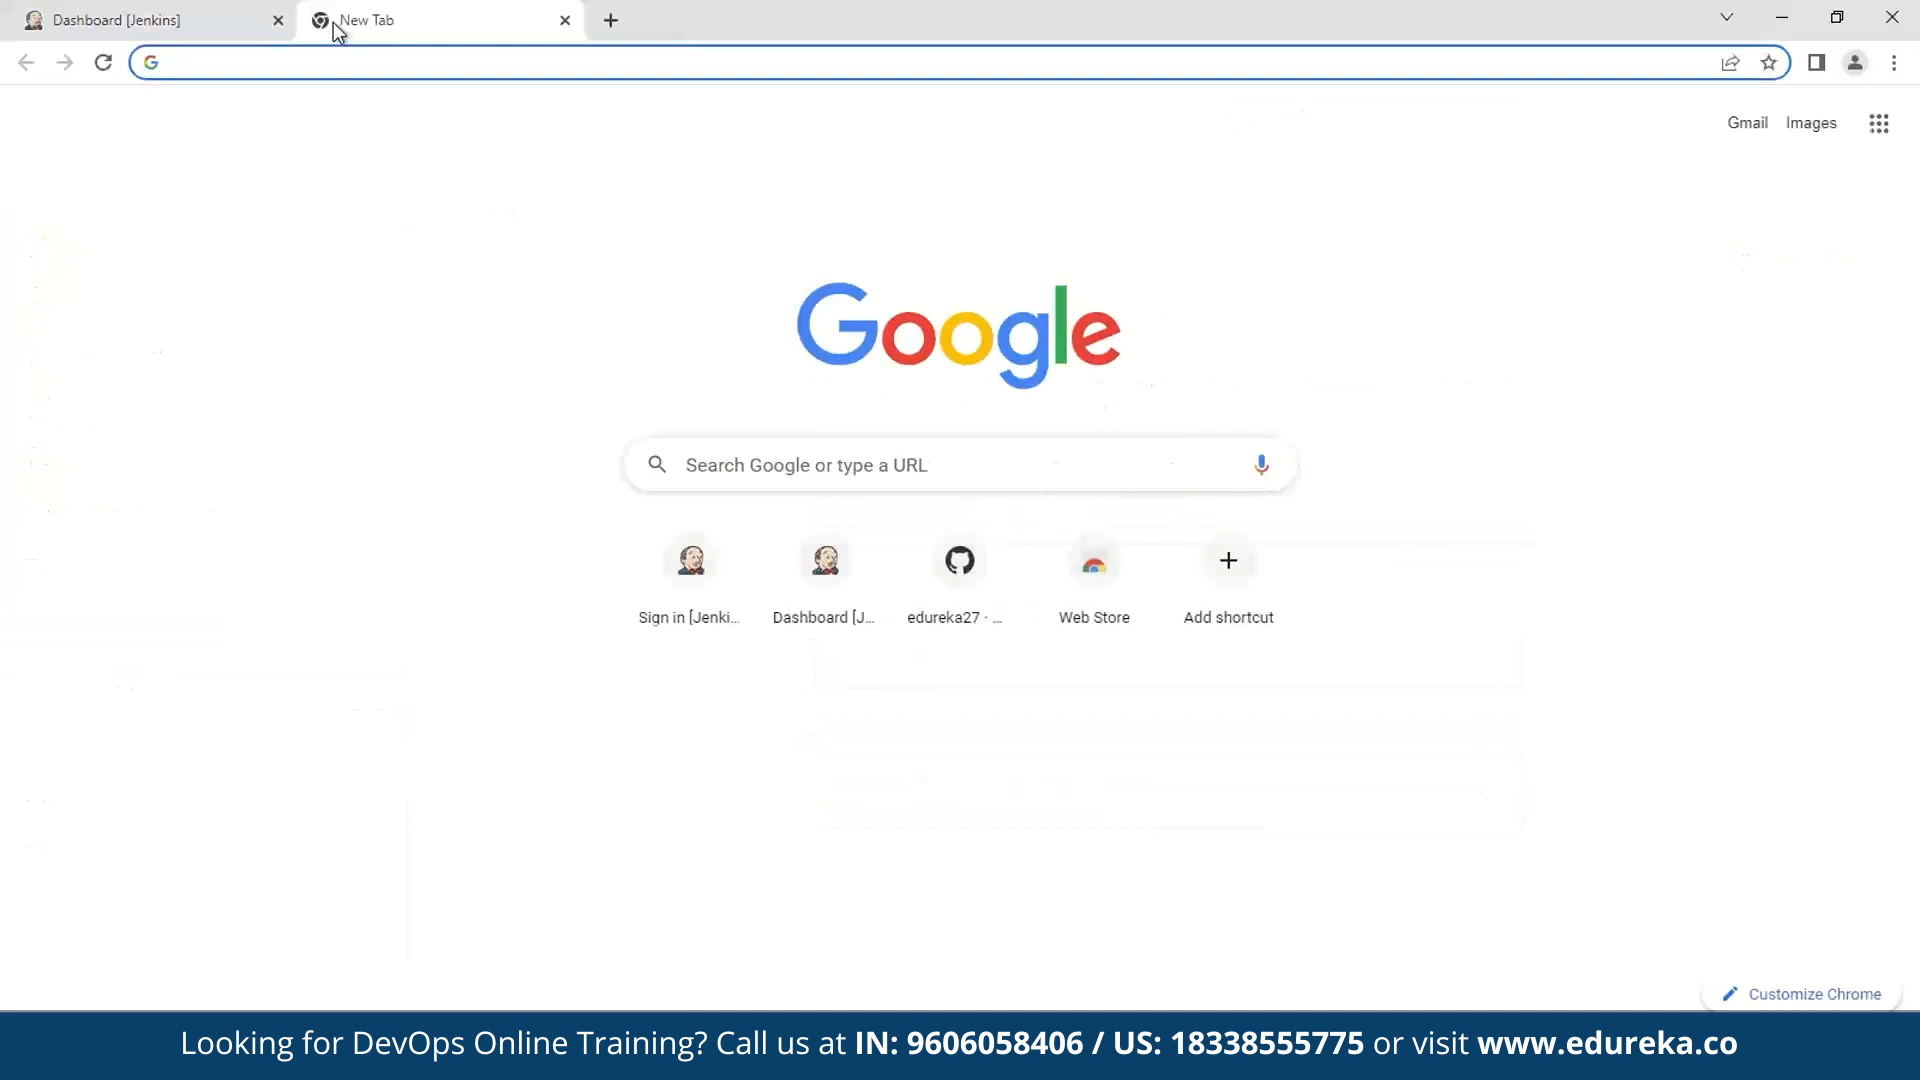 Dashboard [Jenkins]
New Tab
Gmail Images
Google
Search Google or type a URL
Sign in [Jenki...
Dashboard [J...
edureka27 · ...
Web Store
Add shortcut
Customize Chrome
Looking for DevOps Online Training? Call us at IN: 9606058406 / US: 18338555775 or visit www.edureka.co